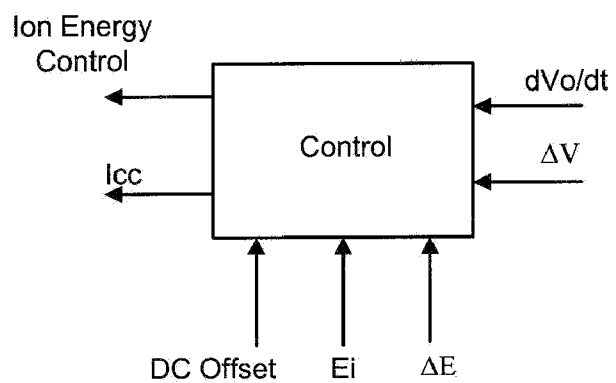 Ion Energy
Control
dVo/dt
Control
ΔV
Icc
DC Offset
Ei
ΔE